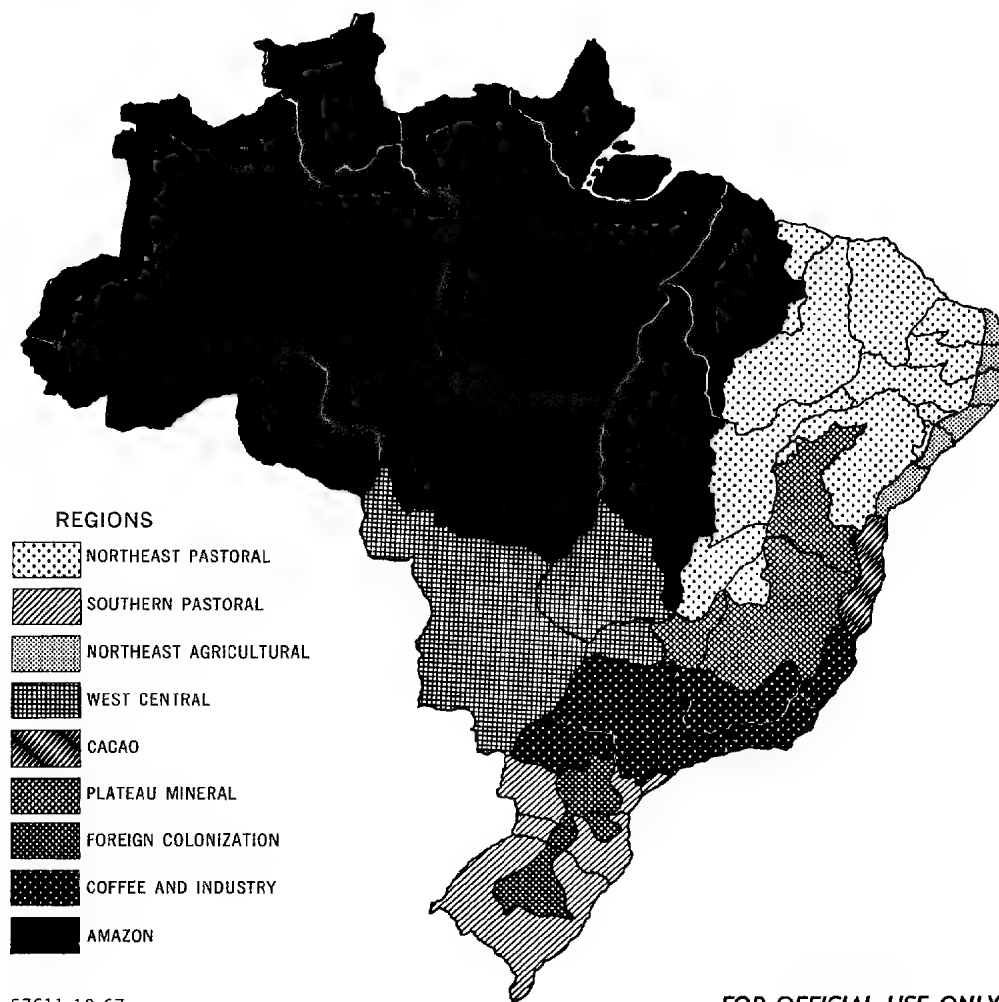 REGIONS
NORTHEAST PASTORAL
SOUTHERN PASTORAL
NORTHEAST AGRICULTURAL
WEST CENTRAL
CACAO
PLATEAU MINERAL
FOREIGN COLONIZATION
COFFEE AND INDUSTRY
AMAZON
FOR OFFICIAL USE ONLY